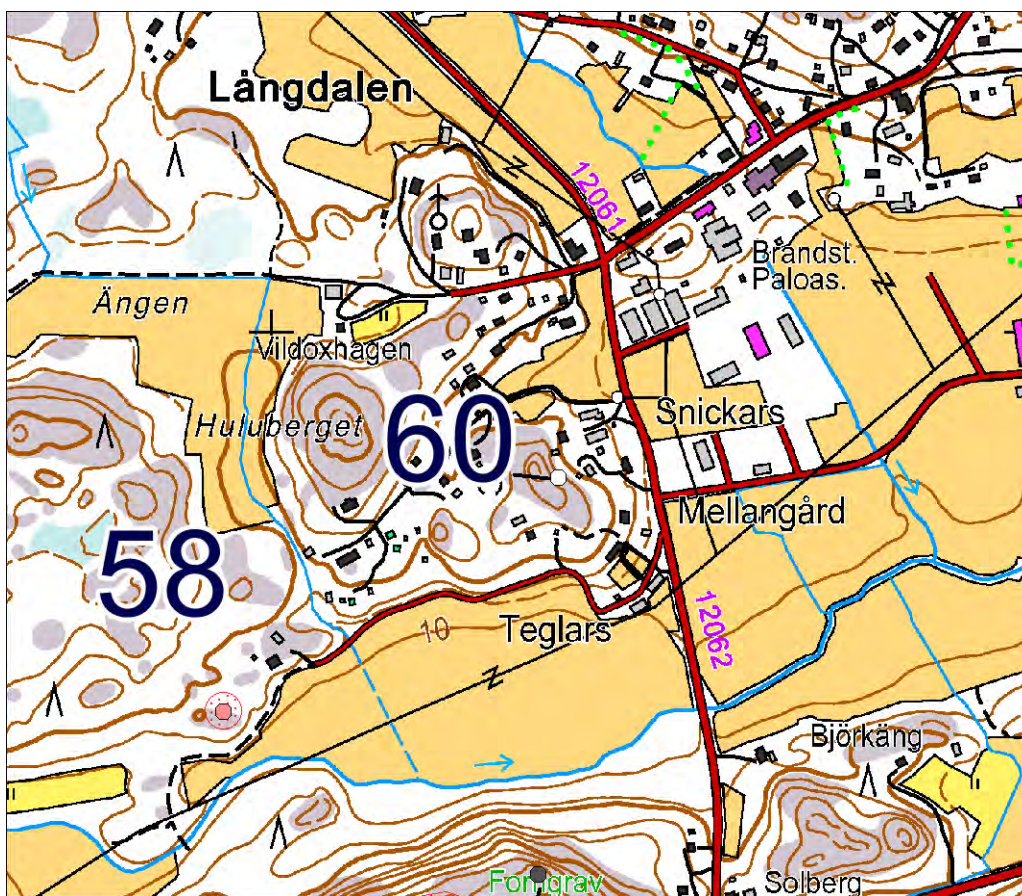 Långdalen
12061
Brandst.
Paloas.
Ängen
Vildoxhagen
Huluberget
60
Snickars
Mellangård
58
10
Teglars
12062
Björkäng
Forngrav
Solberg